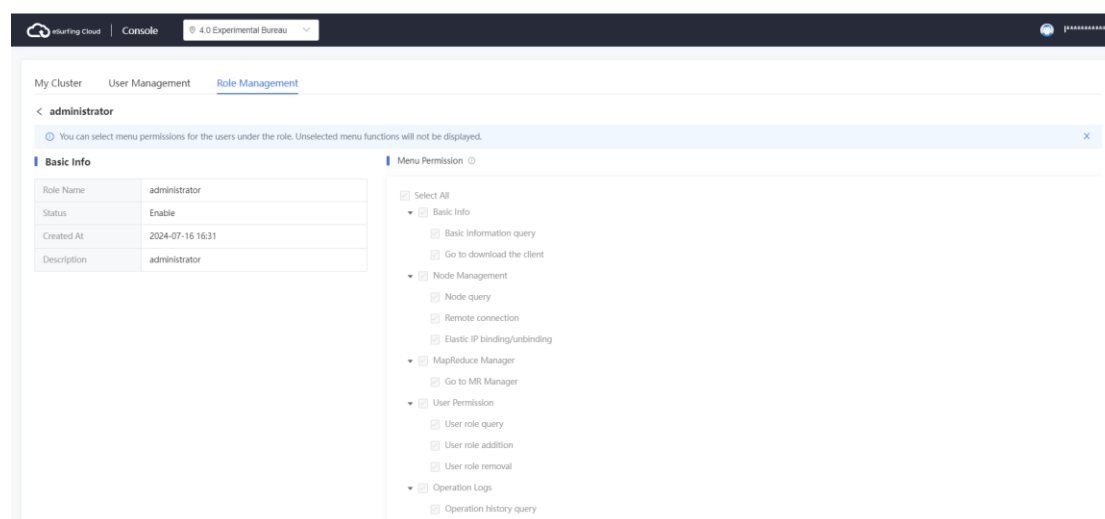 eSurfing Cloud | Console 4.0 Experimental Bureau l***********
My Cluster User Management Role Management
< administrator
You can select menu permissions for the users under the role. Unselected menu functions will not be displayed.
Basic Info
Role Name administrator
Status Enable
Created At 2024-07-16 16:31
Description administrator
Menu Permission
Select All
Basic Info
Basic information query
Go to download the client
Node Management
Node query
Remote connection
Elastic IP binding/unbinding
MapReduce Manager
Go to MR Manager
User Permission
User role query
User role addition
User role removal
Operation Logs
Operation history query